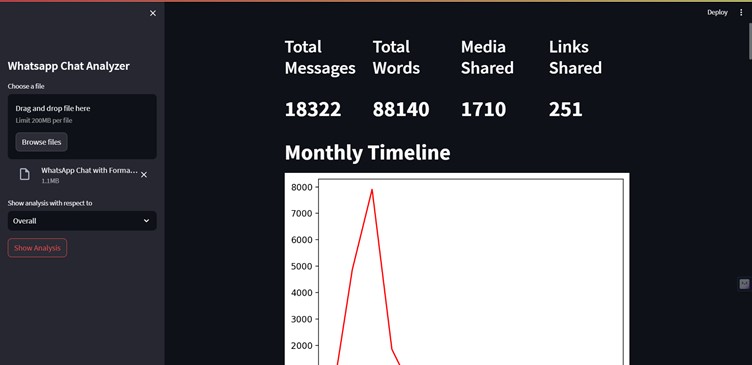 Deploy
Whatsapp Chat Analyzer
Choose a file
Drag and drop file here
Limit 200MB per file
Browse files
WhatsApp Chat with Forma...
1.1MB
Show analysis with respect to
Overall
Show Analysis
Total Messages
18322
Total Words
88140
Media Shared
1710
Links Shared
251
Monthly Timeline
8000
7000
6000
5000
4000
3000
2000